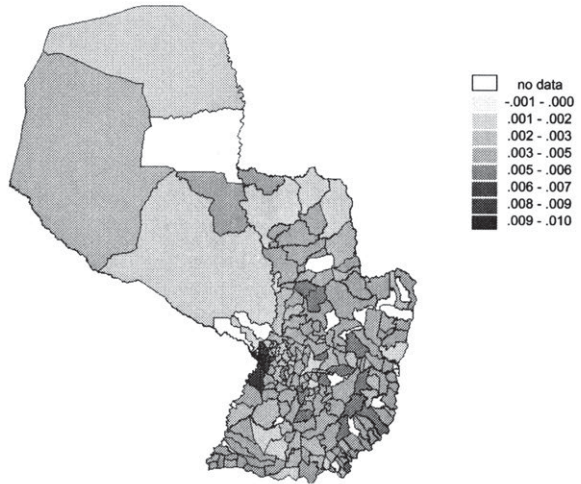 no data
-.001 - .000
.001 - .002
.002 - .003
.003 - .005
.005 - .006
.006 - .007
.008 - .009
.009 - .010